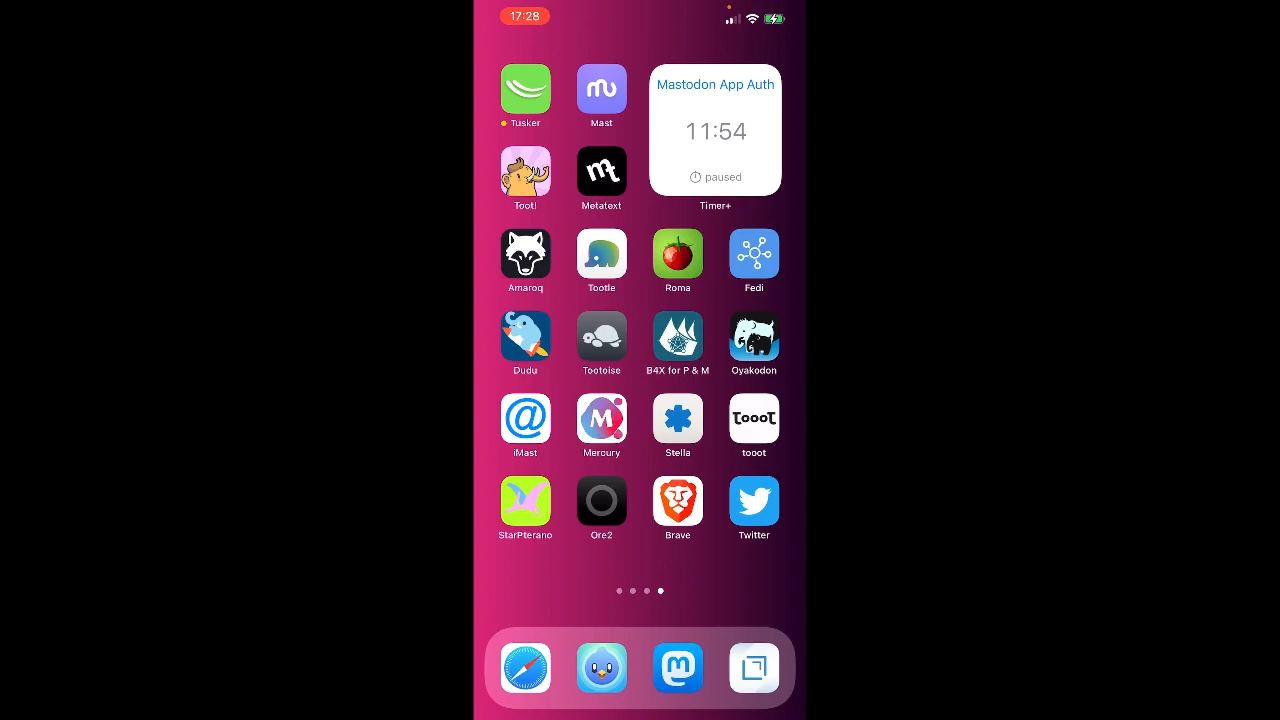 17:28
Mastodon App Auth
11:54
paused
Tusker
Mast
Toot!
Metatext
Timer+
Amaroq
Tootle
Roma
Fedi
Dudu
Tootoise
B4X for P & M
Oyakodon
@
M
ToooT
iMast
Mercury
Stella
tooot
StarPterano
Ore2
Brave
Twitter
m